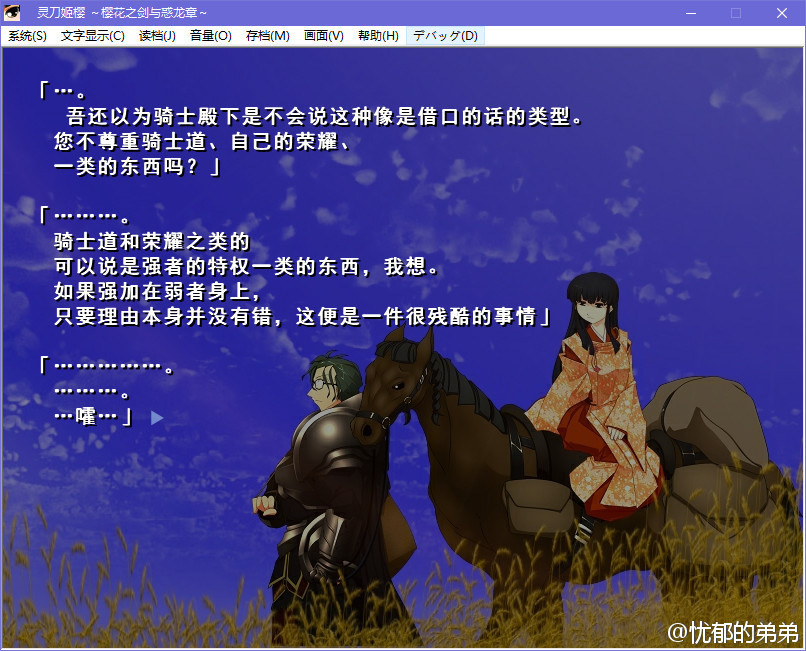 灵刀姬樱 ～樱花之剑与惑龙章～
系统(S) 文字显示(C) 读档(J) 音量(O) 存档(M) 画面(V) 帮助(H) デバッグ(D)
「…。
吾还以为骑士殿下是不会说这种像是借口的话的类型。
您不尊重骑士道、自己的荣耀、
一类的东西吗？」
「………。
骑士道和荣耀之类的
可以说是强者的特权一类的东西，我想。
如果强加在弱者身上，
只要理由本身并没有错，这便是一件很残酷的事情」
「……………。
………。
…嚯…」
@忧郁的弟弟